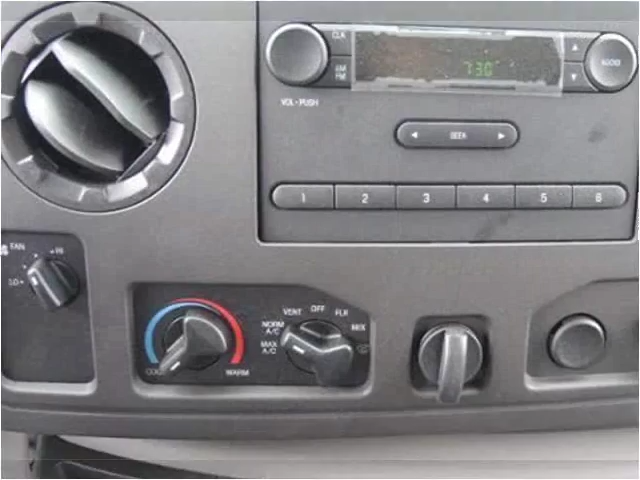 CLK
AM
FM
7:30
AUDIO
VOL - PUSH
SEEK
1 2 3 4 5 6
FAN
HI
LO
VENT OFF FLR
NORM
A/C
MIX
MAX
A/C
WARM